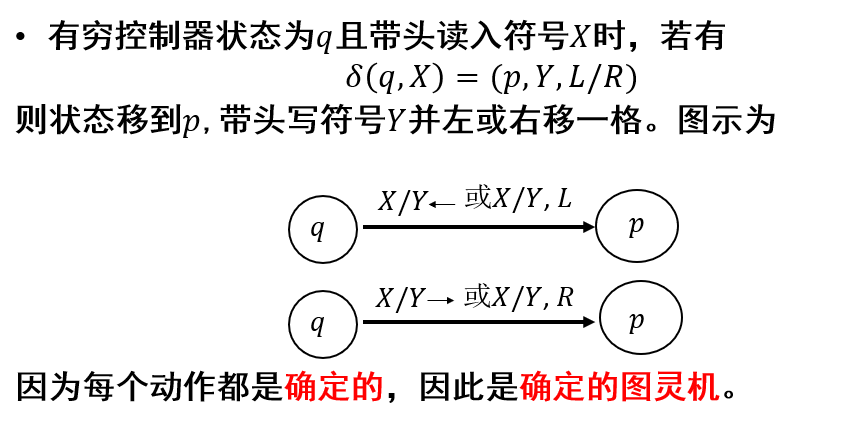 • 有穷控制器状态为q且带头读入符号X时，若有
δ(q, X) = (p, Y, L/R)
则状态移到p, 带头写符号Y并左或右移一格。图示为
X/Y← 或X/Y, L
q p
X/Y→ 或X/Y, R
q p
因为每个动作都是确定的，因此是确定的图灵机。